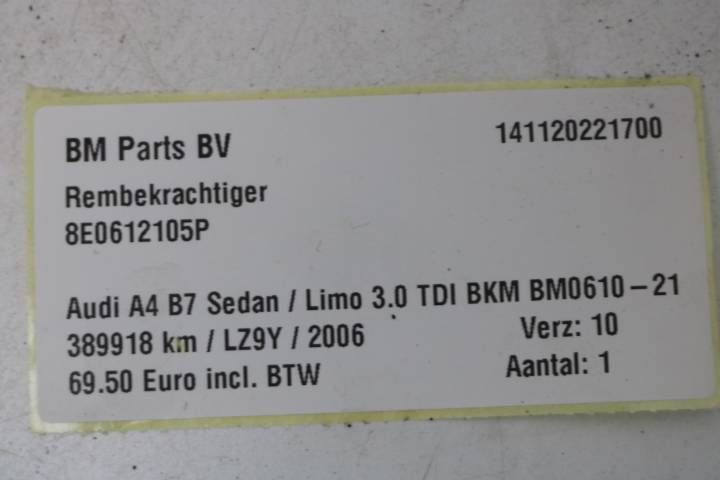 BM Parts BV 141120221700
Rembekrachtiger
8E0612105P
Audi A4 B7 Sedan / Limo 3.0 TDI BKM BM0610-21
389918 km / LZ9Y / 2006 Verz: 10
69.50 Euro incl. BTW Aantal: 1